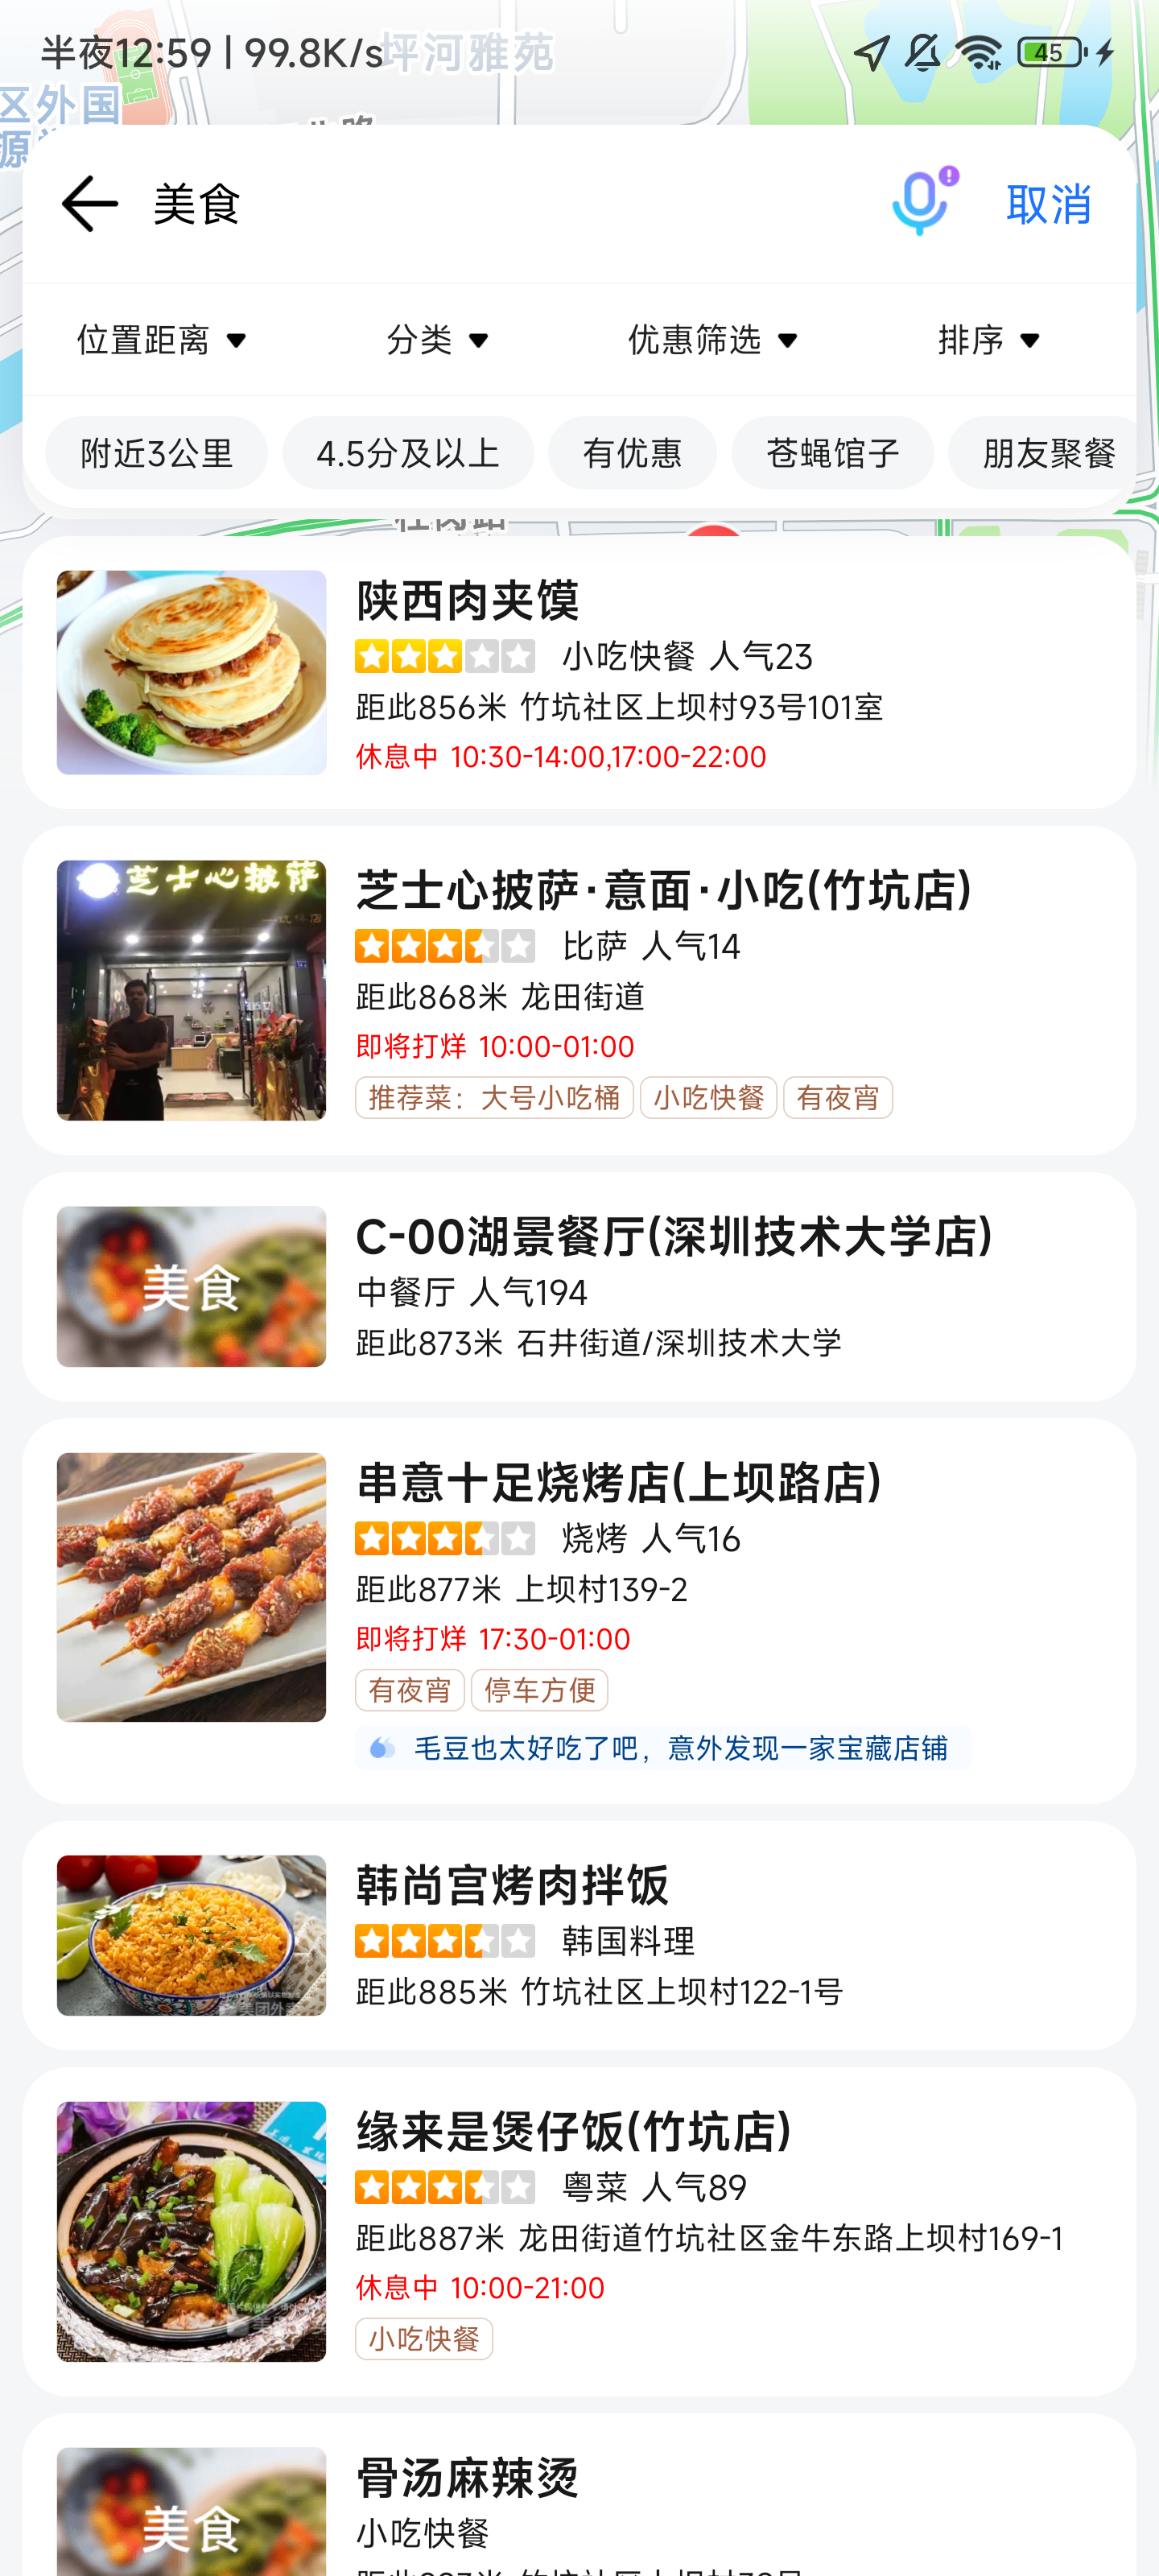 半夜12:59 | 99.8K/s
45
坪河雅苑
区外国
美食
取消
位置距离
分类
优惠筛选
排序
附近3公里
4.5分及以上
有优惠
苍蝇馆子
朋友聚餐
陕西肉夹馍
小吃快餐 人气23
距此856米 竹坑社区上坝村93号101室
休息中 10:30-14:00,17:00-22:00
芝士心披萨
芝士心披萨·意面·小吃(竹坑店)
比萨 人气14
距此868米 龙田街道
即将打烊 10:00-01:00
推荐菜：大号小吃桶
小吃快餐
有夜宵
美食
C-00湖景餐厅(深圳技术大学店)
中餐厅 人气194
距此873米 石井街道/深圳技术大学
串意十足烧烤店(上坝路店)
烧烤 人气16
距此877米 上坝村139-2
即将打烊 17:30-01:00
有夜宵
停车方便
毛豆也太好吃了吧，意外发现一家宝藏店铺
韩尚宫烤肉拌饭
韩国料理
距此885米 竹坑社区上坝村122-1号
美团外卖
缘来是煲仔饭(竹坑店)
粤菜 人气89
距此887米 龙田街道竹坑社区金牛东路上坝村169-1
休息中 10:00-21:00
小吃快餐
美食
骨汤麻辣烫
小吃快餐